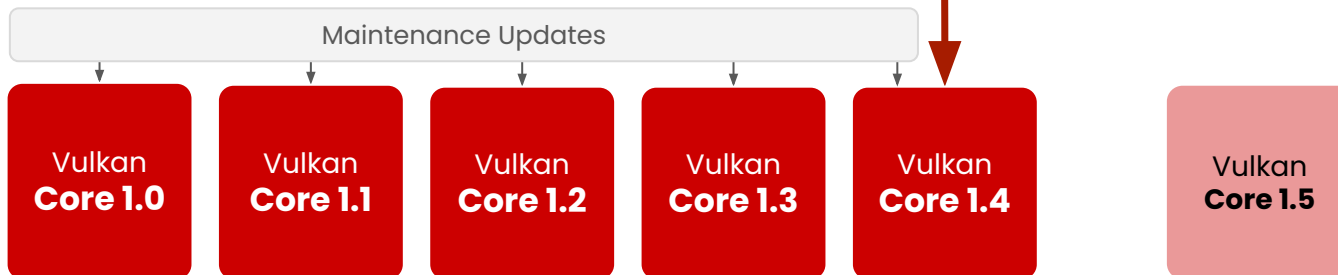 Maintenance Updates
Vulkan
Core 1.0
Vulkan
Core 1.1
Vulkan
Core 1.2
Vulkan
Core 1.3
Vulkan
Core 1.4
Vulkan
Core 1.5